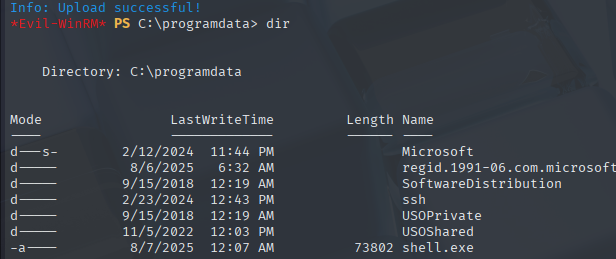 Info: Upload successful!
*Evil-WinRM* PS C:\programdata> dir
Directory: C:\programdata
Mode LastWriteTime Length Name
---- ------------- ------ ----
d---s- 2/12/2024 11:44 PM Microsoft
d----- 8/6/2025 6:32 AM regid.1991-06.com.microsoft
d----- 9/15/2018 12:19 AM SoftwareDistribution
d----- 2/23/2024 12:43 PM ssh
d----- 9/15/2018 12:19 AM USOPrivate
d----- 11/5/2022 12:03 PM USOShared
-a---- 8/7/2025 12:07 AM 73802 shell.exe